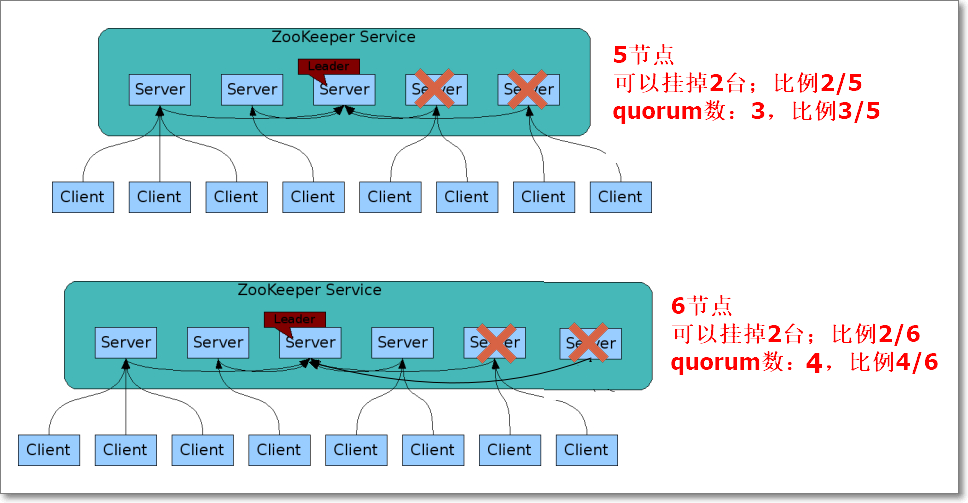 ZooKeeper Service
Leader
Server Server Server Server Server
5节点
可以挂掉2台；比例2/5
quorum数：3，比例3/5
Client Client Client Client Client Client Client Client
ZooKeeper Service
Leader
Server Server Server Server Server Server
6节点
可以挂掉2台；比例2/6
quorum数：4，比例4/6
Client Client Client Client Client Client Client Client